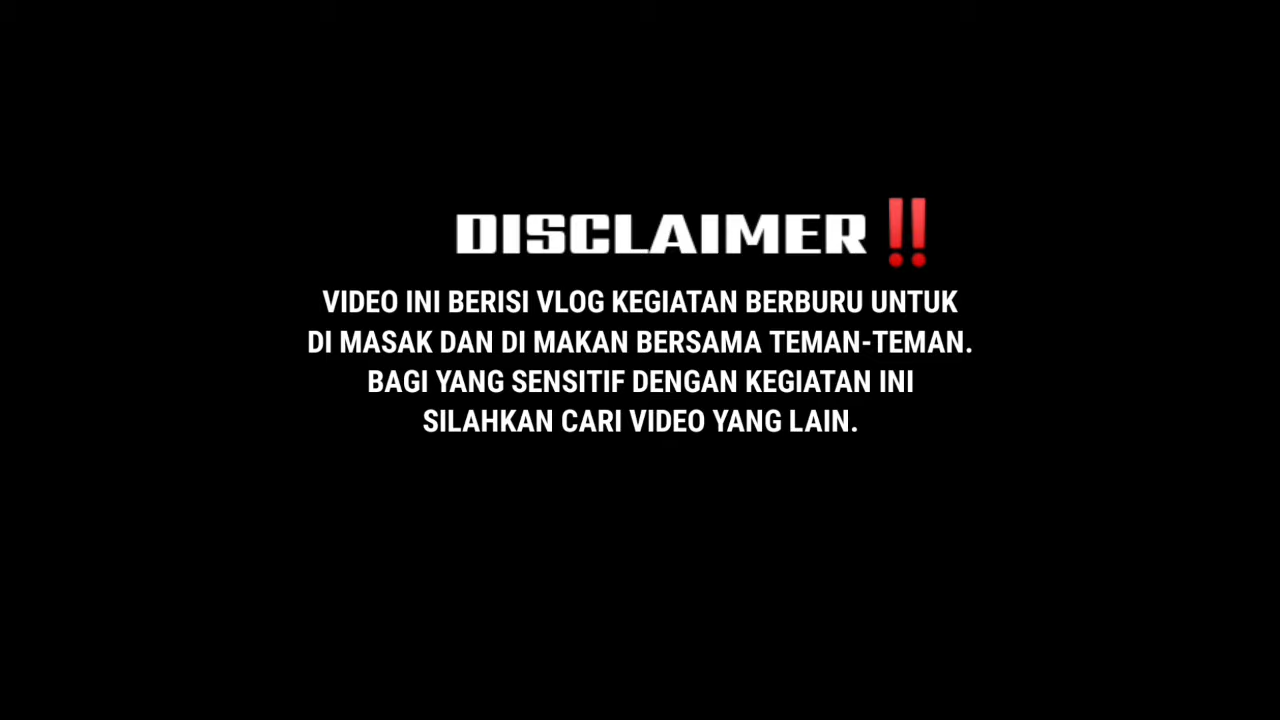 DISCLAIMER‼
VIDEO INI BERISI VLOG KEGIATAN BERBURU UNTUK
DI MASAK DAN DI MAKAN BERSAMA TEMAN-TEMAN.
BAGI YANG SENSITIF DENGAN KEGIATAN INI
SILAHKAN CARI VIDEO YANG LAIN.